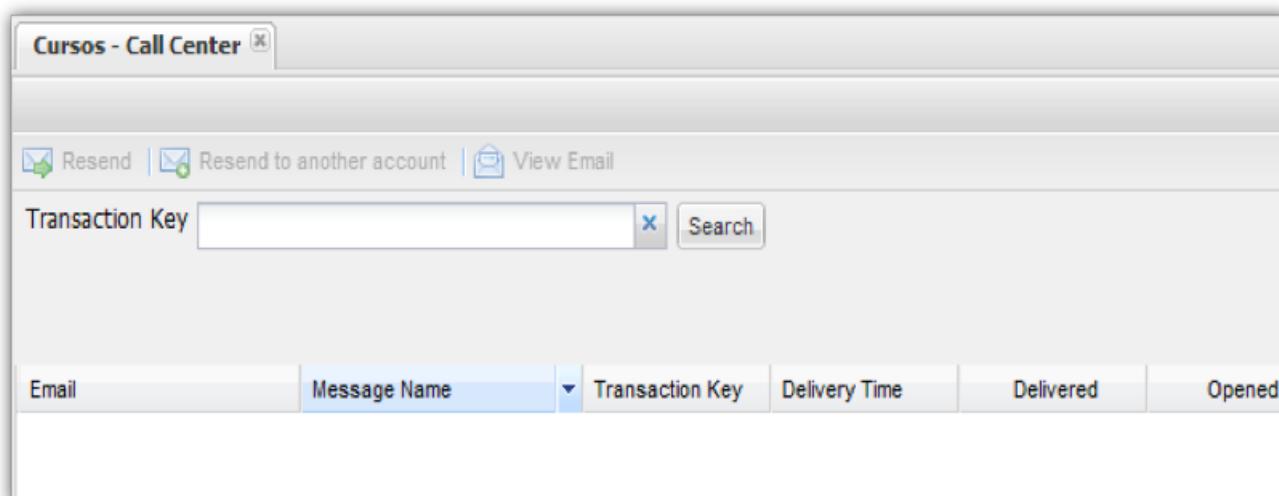 Cursos - Call Center
Resend Resend to another account View Email
Transaction Key Search
Email Message Name Transaction Key Delivery Time Delivered Opened